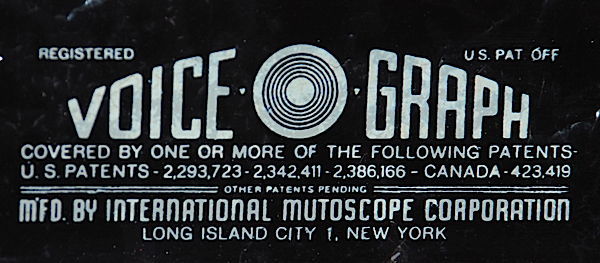 REGISTERED U.S. PAT. OFF
VOICE · GRAPH
COVERED BY ONE OR MORE OF THE FOLLOWING PATENTS-
U.S. PATENTS - 2,293,723 - 2,342,411 - 2,386,166 - CANADA - 423,419
OTHER PATENTS PENDING
M'F'D. BY INTERNATIONAL MUTOSCOPE CORPORATION
LONG ISLAND CITY 1, NEW YORK